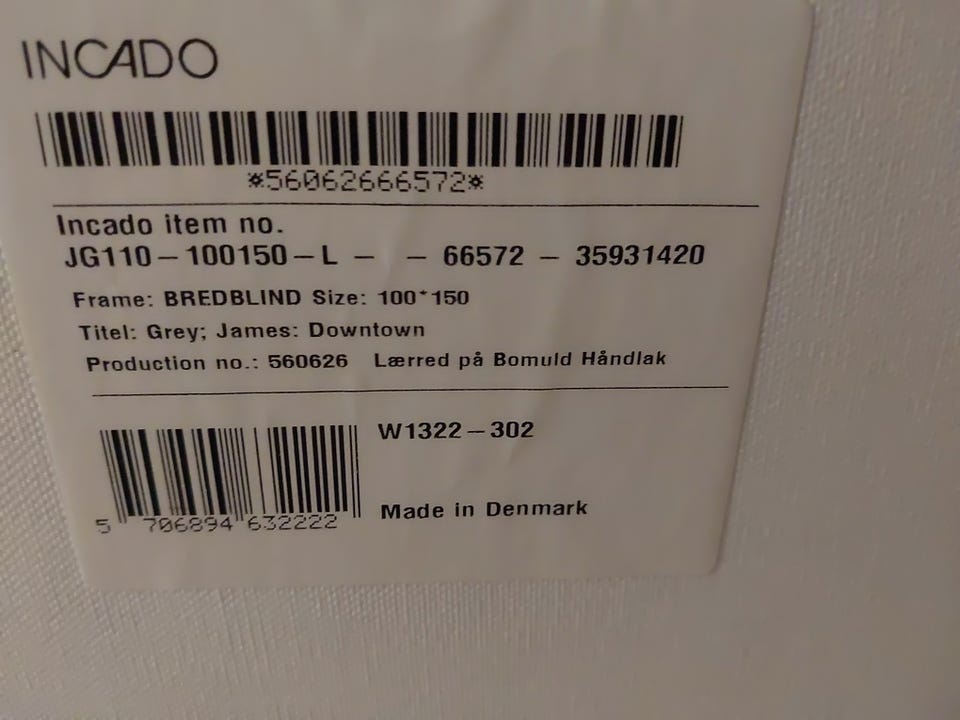 INCADO
*56062666572*
Incado item no.
JG110-100150-L - - 66572 - 35931420
Frame: BREDBLIND Size: 100*150
Titel: Grey; James: Downtown
Production no.: 560626 Lærred på Bomuld Håndlak
W1322-302
5 706894 632222
Made in Denmark